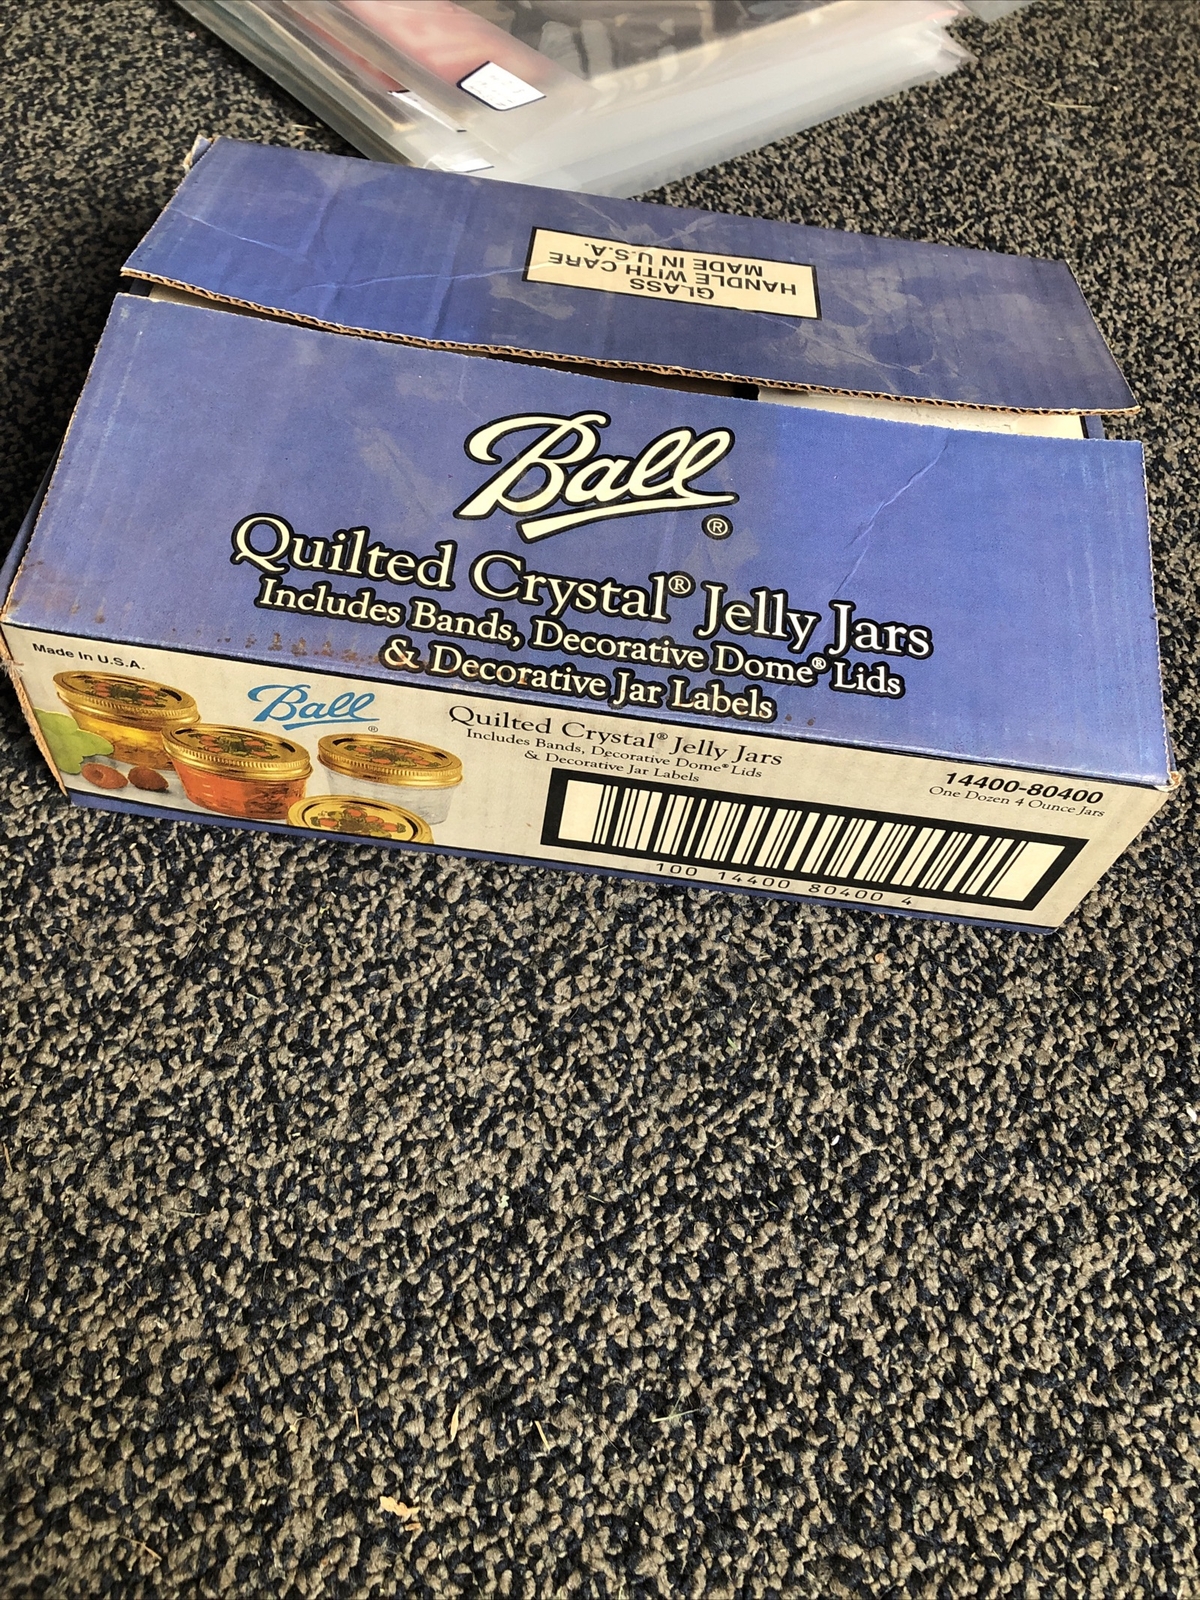 GLASS
HANDLE WITH CARE
MADE IN U.S.A.
Ball®
Quilted Crystal® Jelly Jars
Includes Bands, Decorative Dome® Lids
& Decorative Jar Labels
Made In U.S.A.
Ball®
Quilted Crystal® Jelly Jars
Includes Bands, Decorative Dome® Lids
& Decorative Jar Labels
14400-80400
One Dozen 4 Ounce Jars
100 14400 80400 4